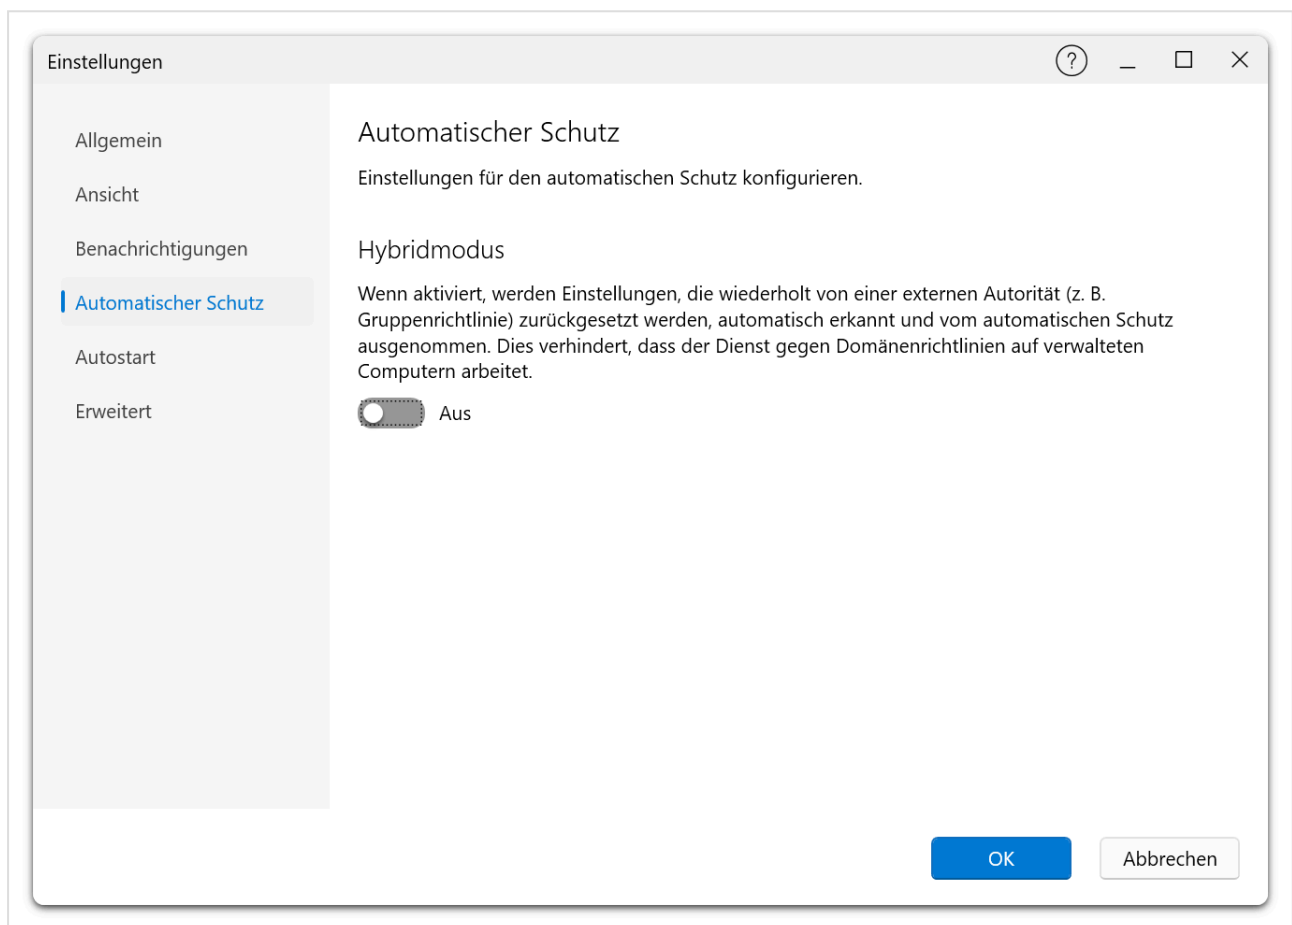 Einstellungen
?
Allgemein
Ansicht
Benachrichtigungen
Automatischer Schutz
Autostart
Erweitert
Automatischer Schutz
Einstellungen für den automatischen Schutz konfigurieren.
Hybridmodus
Wenn aktiviert, werden Einstellungen, die wiederholt von einer externen Autorität (z. B.
Gruppenrichtlinie) zurückgesetzt werden, automatisch erkannt und vom automatischen Schutz
ausgenommen. Dies verhindert, dass der Dienst gegen Domänenrichtlinien auf verwalteten
Computern arbeitet.
Aus
OK
Abbrechen